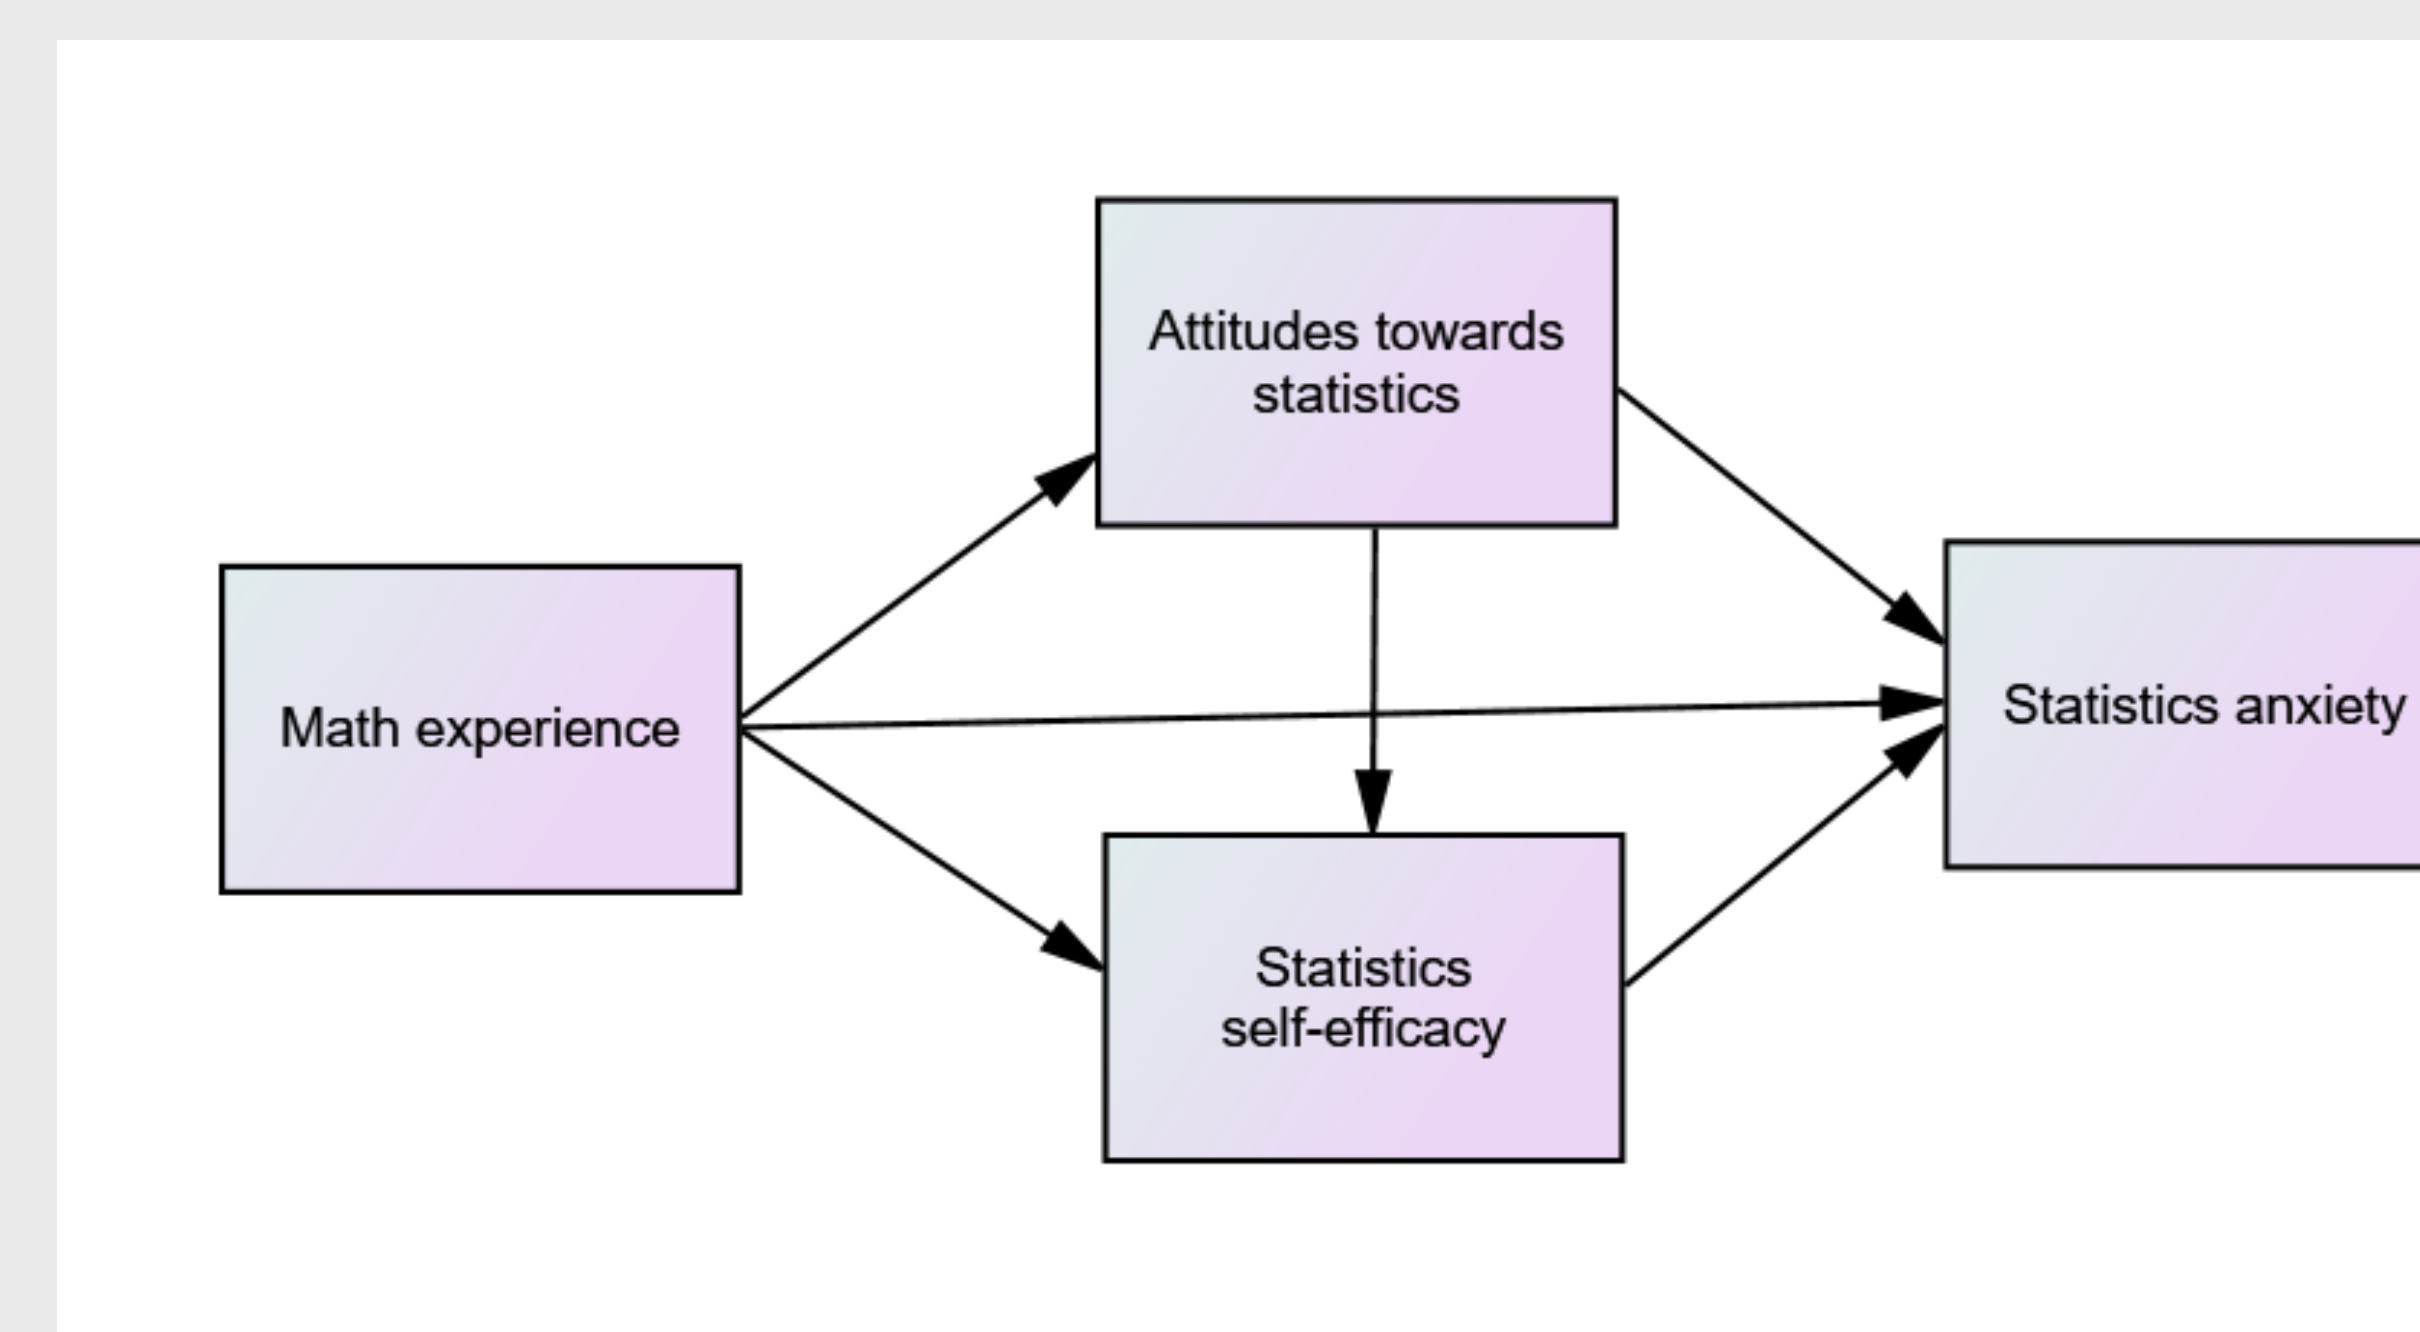 Attitudes towards
statistics
Math experience
Statistics anxiety
Statistics
self-efficacy